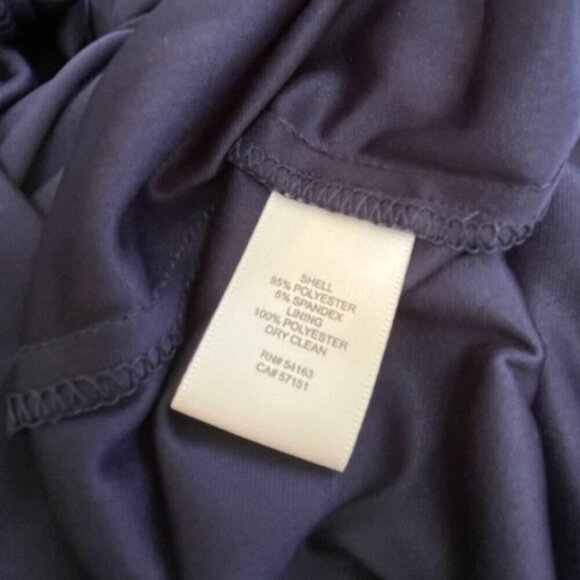 SHELL
95% POLYESTER
5% SPANDEX
LINING
100% POLYESTER
DRY CLEAN
RN# 54163
CA# 57151